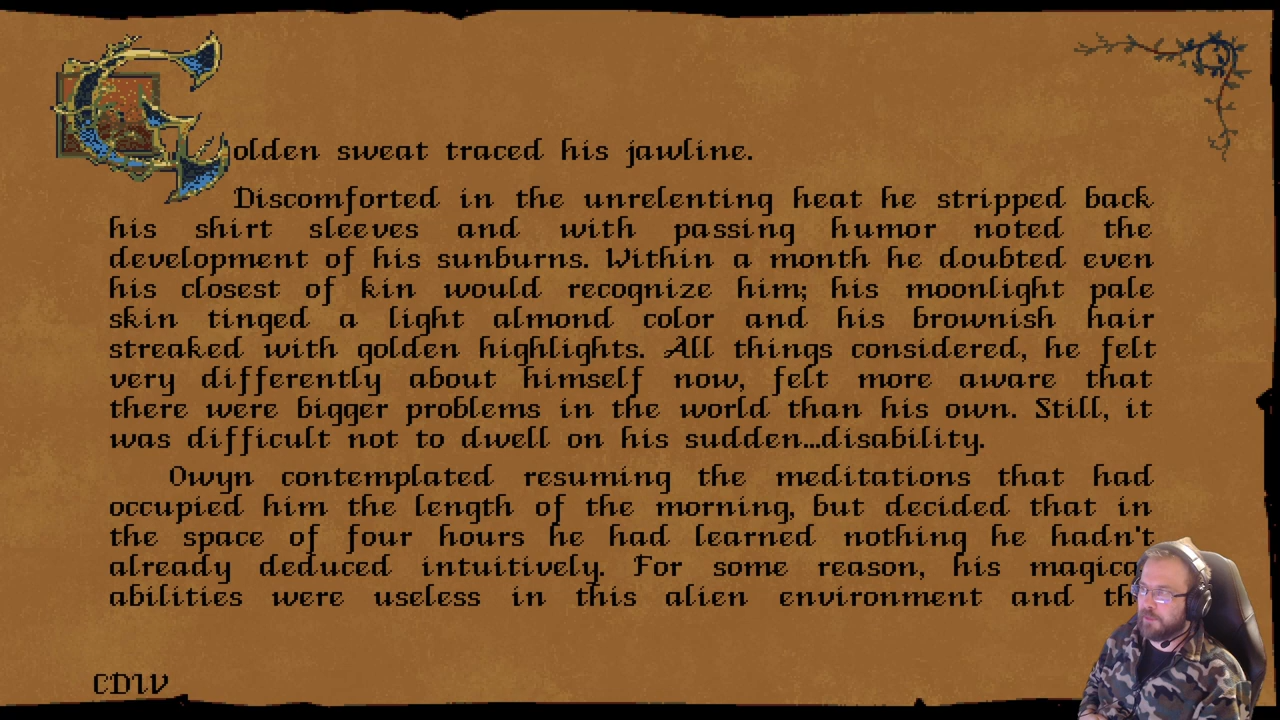 Golden sweat traced his jawline.
Discomforted in the unrelenting heat he stripped back
his shirt sleeves and with passing humor noted the
development of his sunburns. Within a month he doubted even
his closest of kin would recognize him; his moonlight pale
skin tinged a light almond color and his brownish hair
streaked with golden highlights. All things considered, he felt
very differently about himself now, felt more aware that
there were bigger problems in the world than his own. Still, it
was difficult not to dwell on his sudden...disability.
Owyn contemplated resuming the meditations that had
occupied him the length of the morning, but decided that in
the space of four hours he had learned nothing he hadn't
already deduced intuitively. For some reason, his magical
abilities were useless in this alien environment and
CDIV